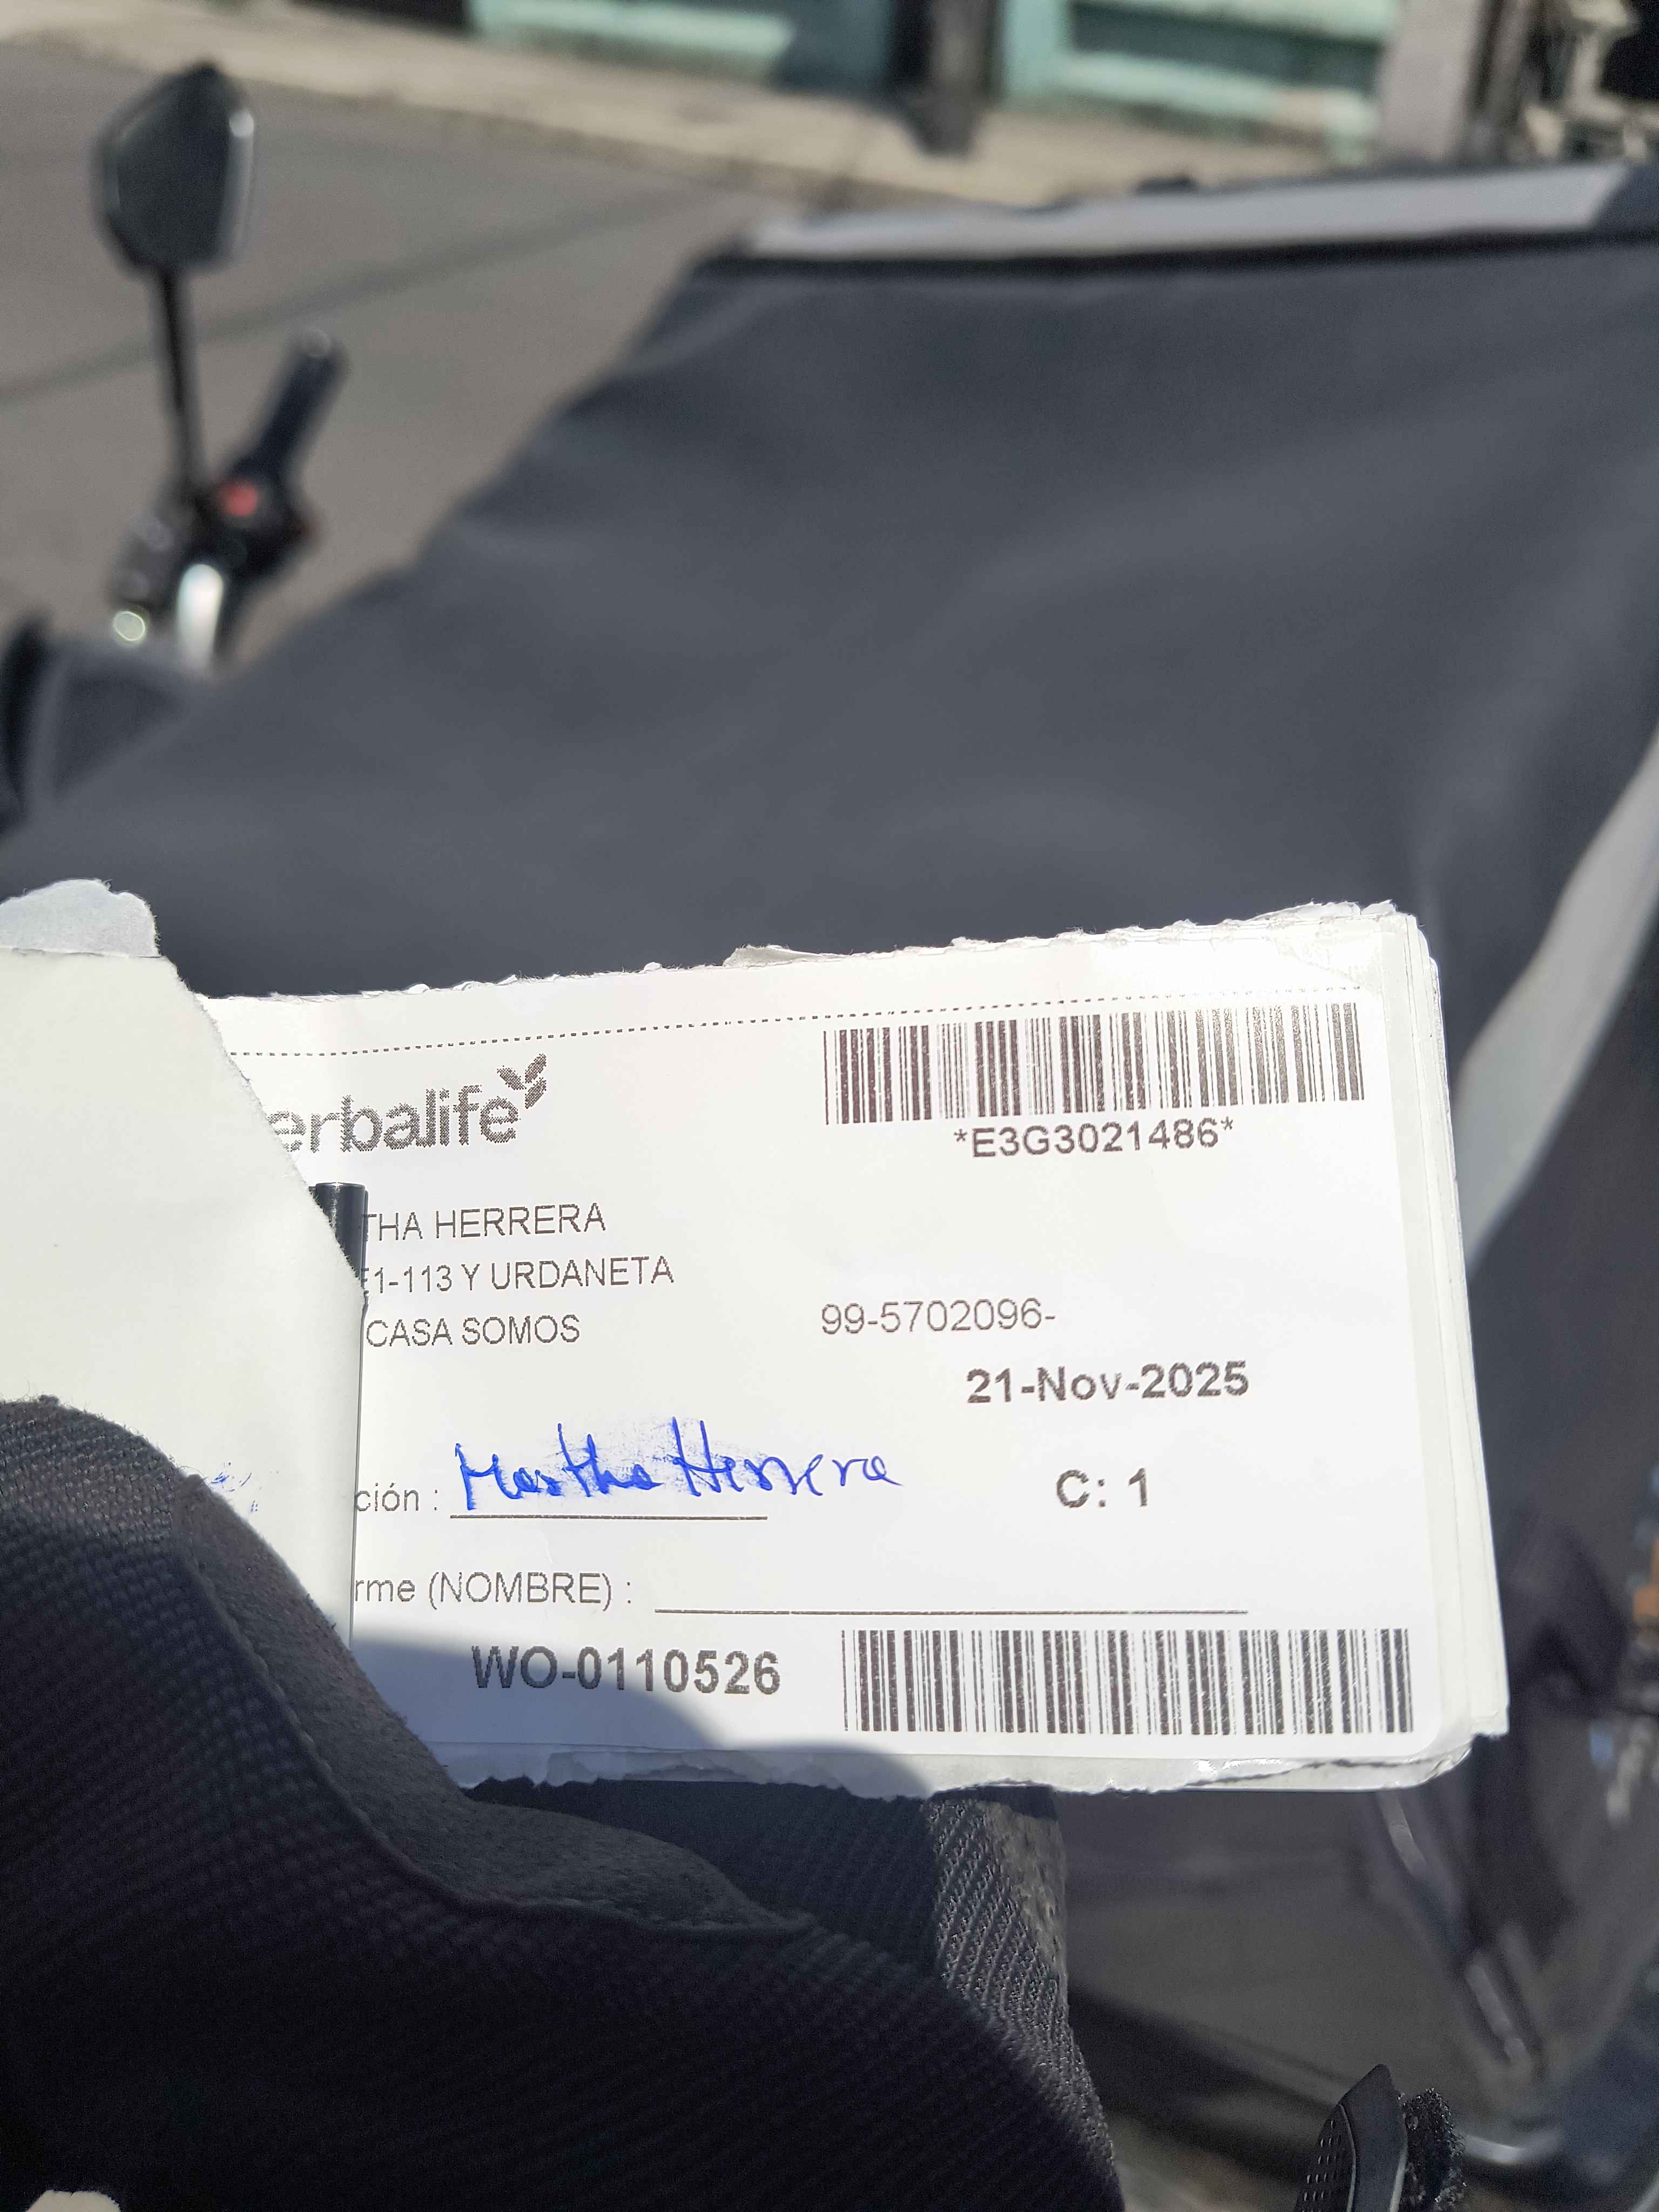 erbalife
*E3G3021486*
THA HERRERA
E1-113 Y URDANETA
CASA SOMOS
99-5702096-
21-Nov-2025
ción : Martha Herrera
C: 1
rme (NOMBRE) :
WO-0110526